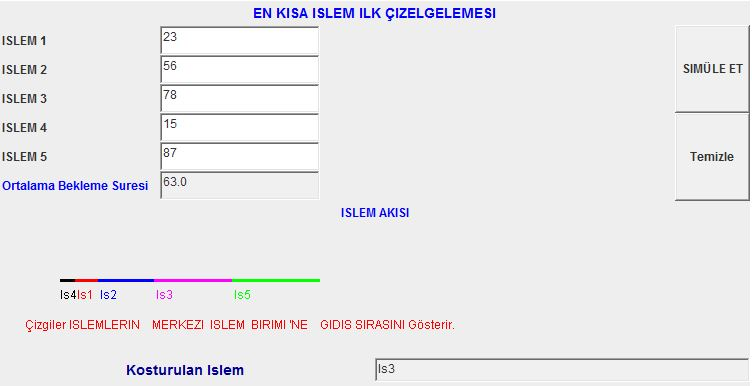 EN KISA ISLEM ILK ÇIZELGELEMESI
ISLEM 1 23
ISLEM 2 56
SIMÜLE ET
ISLEM 3 78
ISLEM 4 15
ISLEM 5 87
Temizle
Ortalama Bekleme Suresi 63.0
ISLEM AKISI
Is4 Is1 Is2 Is3 Is5
Çizgiler ISLEMLERIN MERKEZI ISLEM BIRIMI 'NE GIDIS SIRASINI Gösterir.
Kosturulan Islem Is3